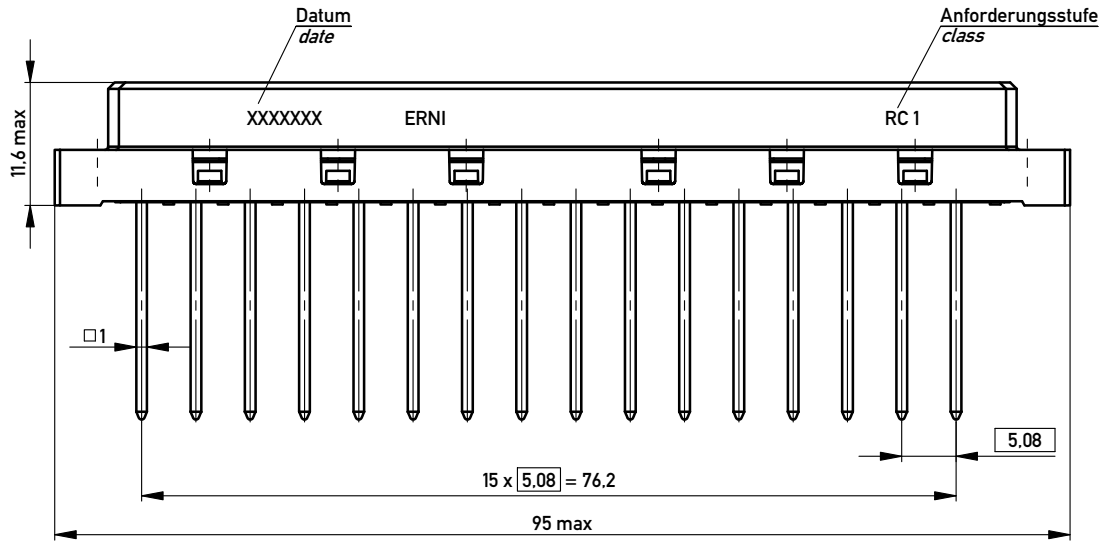 Datum
date
Anforderungsstufe
class
11,6 max
XXXXXXX
ERNI
RC 1
□1
5,08
15 x 5,08 = 76,2
95 max